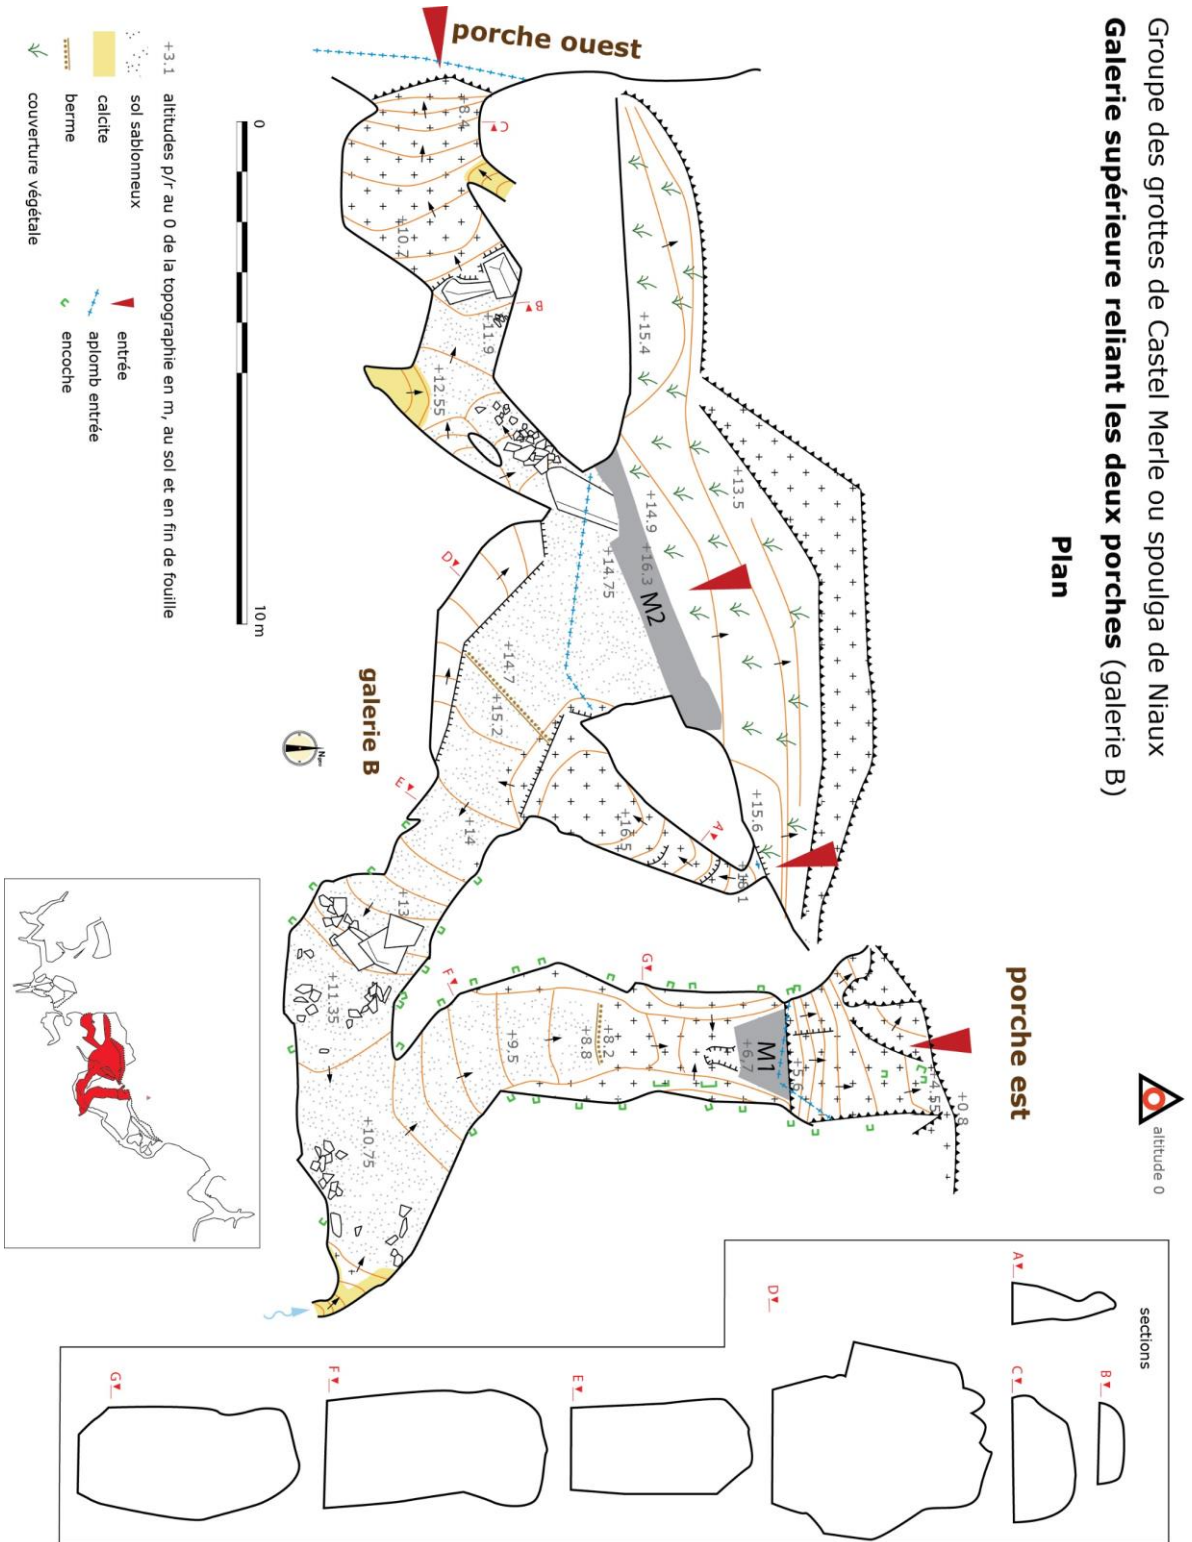 Groupe des grottes de Castel Merle ou spoulga de Niaux
Galerie supérieure reliant les deux porches (galerie B)
Plan
altitude 0
porche ouest
porche est
galerie B
M2
M1
+8.4
+10.7
+11.9
+12.55
+15.4
+13.5
+14.9
+16.3
+14.75
+14.7
+15.2
+16.5
+15.6
+14
+13
+11.35
+10.75
+9.5
+8.8
+8.2
+6,7
+4.55
+0.8
A
B
C
D
E
F
G
0
10 m
+3.1 altitudes p/r au 0 de la topographie en m, au sol et en fin de fouille
sol sablonneux
calcite
berme
couverture végétale
entrée
aplomb entrée
encoche
sections
A
B
C
D
E
F
G